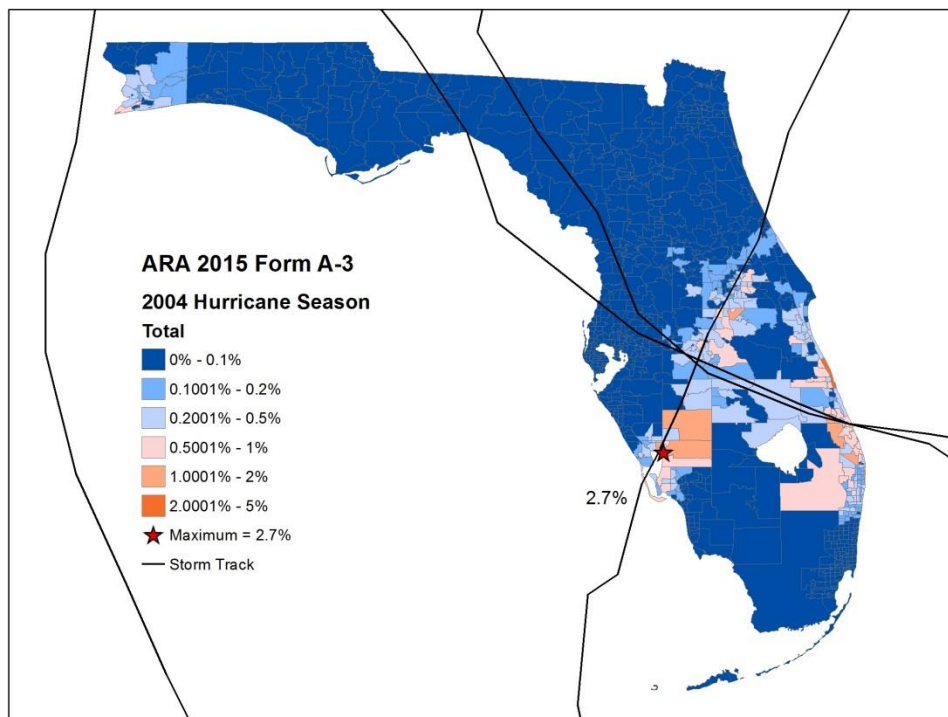 ARA 2015 Form A-3
2004 Hurricane Season
Total
0% - 0.1%
0.1001% - 0.2%
0.2001% - 0.5%
0.5001% - 1%
1.0001% - 2%
2.0001% - 5%
Maximum = 2.7%
Storm Track
2.7%